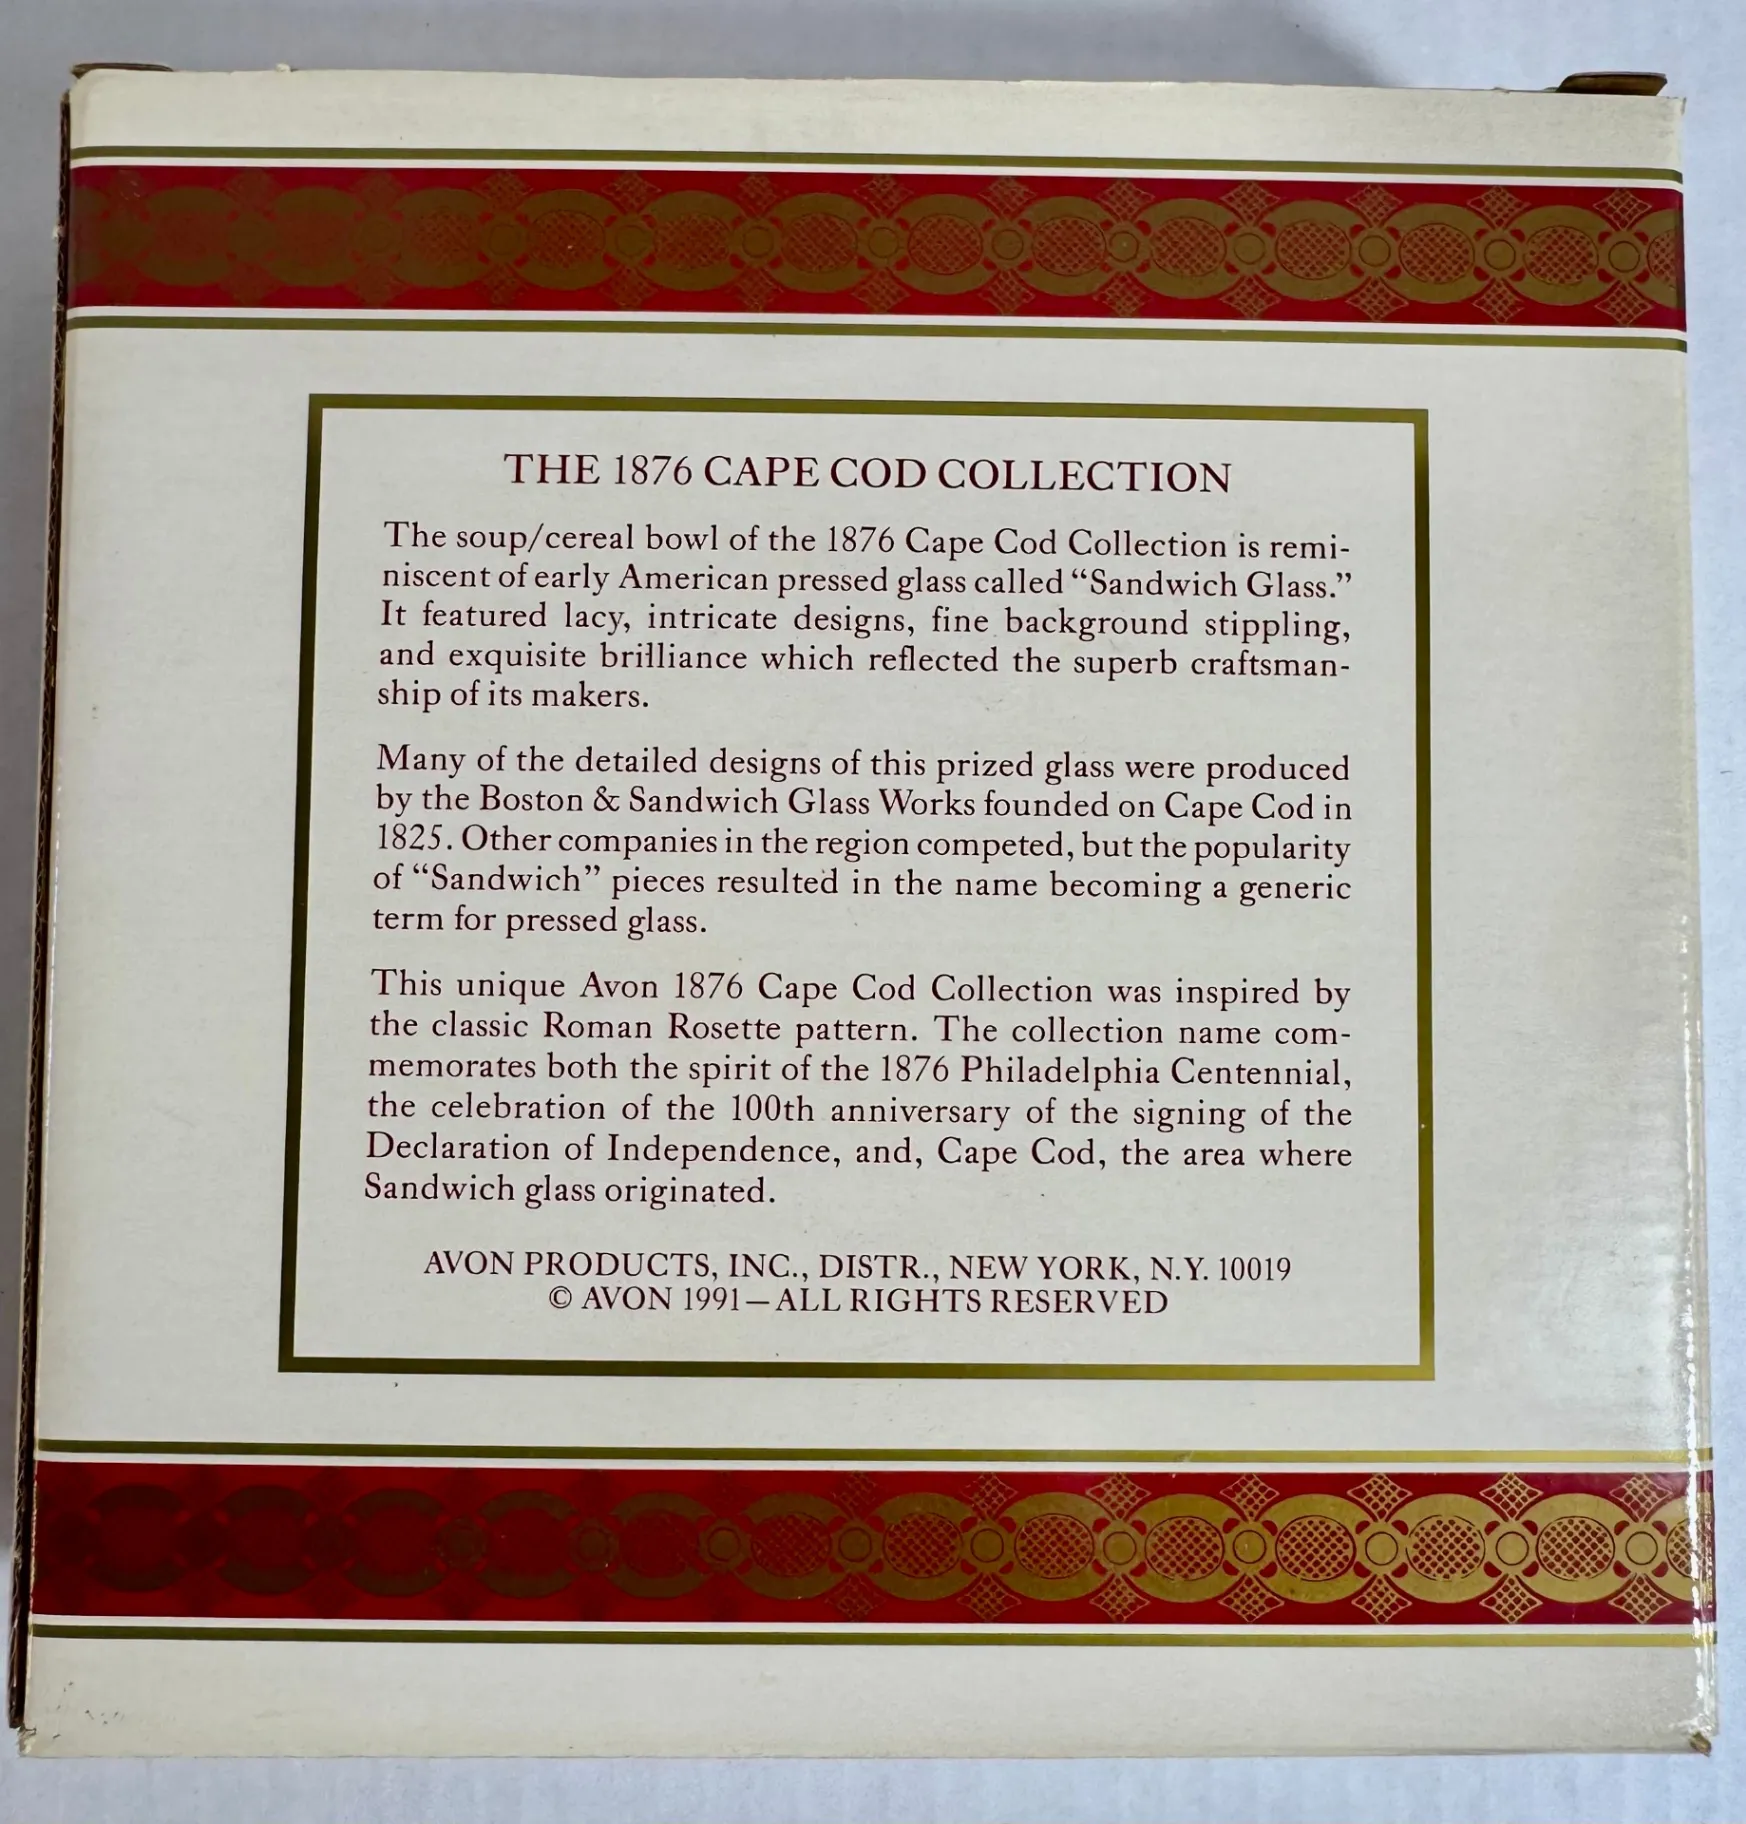 THE 1876 CAPE COD COLLECTION
The soup/cereal bowl of the 1876 Cape Cod Collection is remi-
niscent of early American pressed glass called “Sandwich Glass.”
It featured lacy, intricate designs, fine background stippling,
and exquisite brilliance which reflected the superb craftsman-
ship of its makers.
Many of the detailed designs of this prized glass were produced
by the Boston & Sandwich Glass Works founded on Cape Cod in
1825. Other companies in the region competed, but the popularity
of “Sandwich” pieces resulted in the name becoming a generic
term for pressed glass.
This unique Avon 1876 Cape Cod Collection was inspired by
the classic Roman Rosette pattern. The collection name com-
memorates both the spirit of the 1876 Philadelphia Centennial,
the celebration of the 100th anniversary of the signing of the
Declaration of Independence, and, Cape Cod, the area where
Sandwich glass originated.
AVON PRODUCTS, INC., DISTR., NEW YORK, N.Y. 10019
© AVON 1991—ALL RIGHTS RESERVED